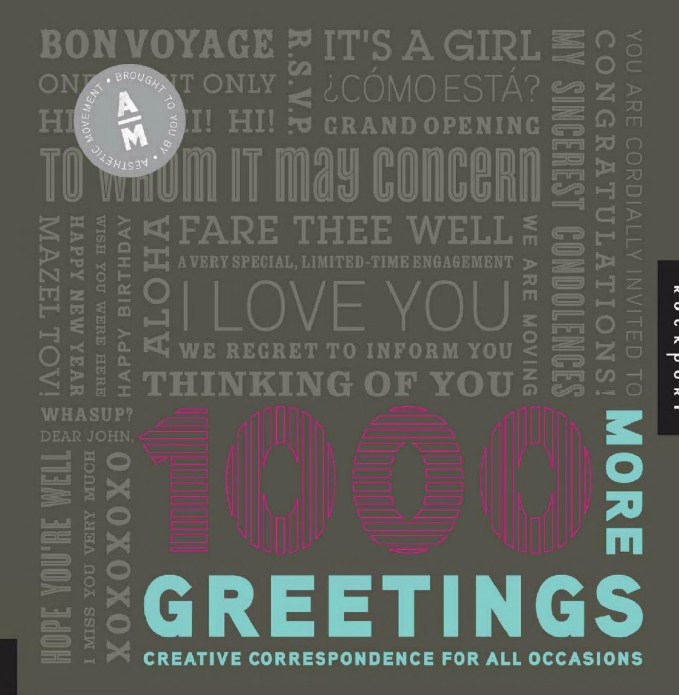 BON VOYAGE
R.S.V.P.
IT'S A GIRL
ONE NIGHT ONLY
¿CÓMO ESTÁ?
HI! HI! HI!
GRAND OPENING
MY SINCEREST CONDOLENCES
CONGRATULATIONS!
YOU ARE CORDIALLY INVITED TO
BROUGHT TO YOU BY • AESTHETIC MOVEMENT •
A
M
TO WHOM IT may CONCERN
MAZEL TOV!
HAPPY NEW YEAR
WISH YOU WERE HERE
HAPPY BIRTHDAY
ALOHA
FARE THEE WELL
A VERY SPECIAL, LIMITED-TIME ENGAGEMENT
I LOVE YOU
WE REGRET TO INFORM YOU
WE ARE MOVING
THINKING OF YOU
ROCKPORT
WHASUP?
DEAR JOHN,
HOPE YOU'RE WELL
I MISS YOU VERY MUCH
XOXOXOXO
1000
MORE
GREETINGS
CREATIVE CORRESPONDENCE FOR ALL OCCASIONS